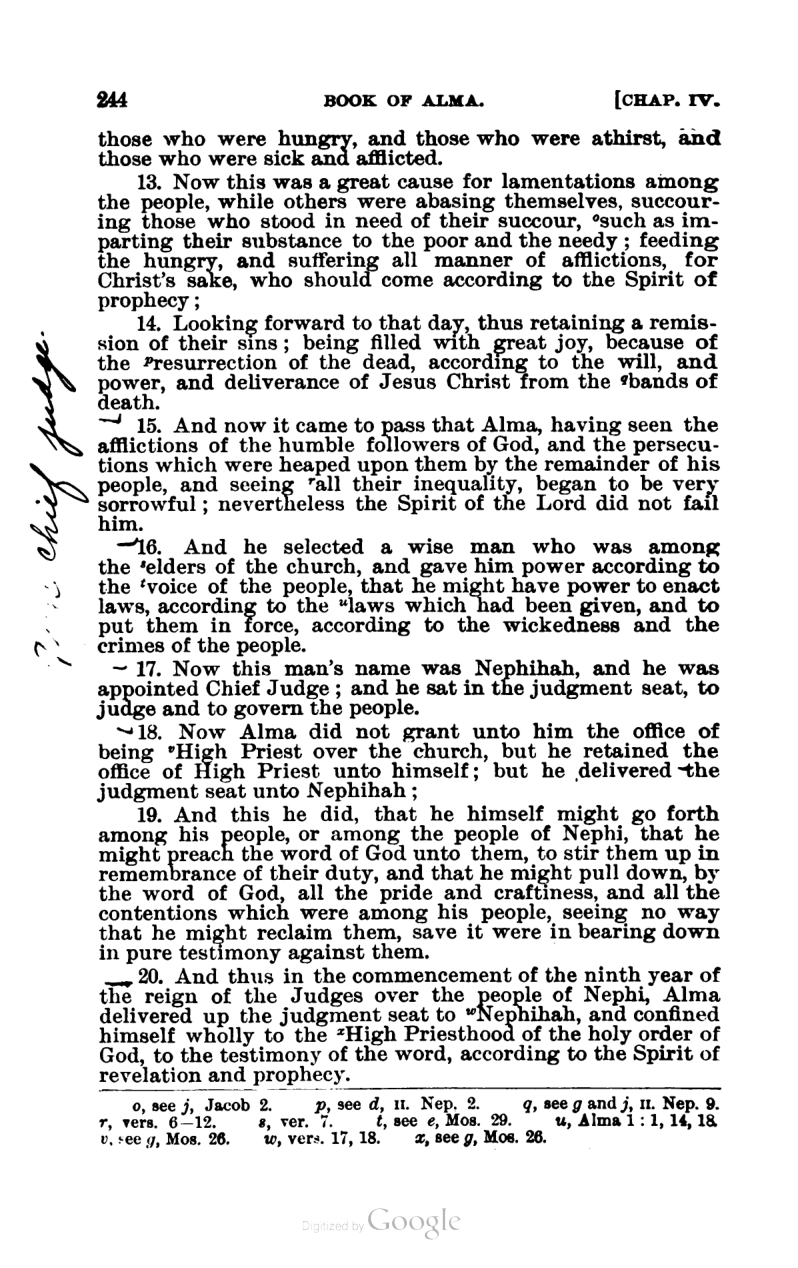 244 BOOK OF ALMA. [CHAP. IV.
those who were hungry, and those who were athirst, and
those who were sick and afflicted.
13. Now this was a great cause for lamentations among
the people, while others were abasing themselves, succour-
ing those who stood in need of their succour, ᵒsuch as im-
parting their substance to the poor and the needy ; feeding
the hungry, and suffering all manner of afflictions, for
Christ's sake, who should come according to the Spirit of
prophecy ;
14. Looking forward to that day, thus retaining a remis-
sion of their sins ; being filled with great joy, because of
the ᵖresurrection of the dead, according to the will, and
power, and deliverance of Jesus Christ from the qbands of
death.
15. And now it came to pass that Alma, having seen the
afflictions of the humble followers of God, and the persecu-
tions which were heaped upon them by the remainder of his
people, and seeing ʳall their inequality, began to be very
sorrowful ; nevertheless the Spirit of the Lord did not fail
him.
16. And he selected a wise man who was among
the ˢelders of the church, and gave him power according to
the ᵗvoice of the people, that he might have power to enact
laws, according to the ᵘlaws which had been given, and to
put them in force, according to the wickedness and the
crimes of the people.
17. Now this man's name was Nephihah, and he was
appointed Chief Judge ; and he sat in the judgment seat, to
judge and to govern the people.
18. Now Alma did not grant unto him the office of
being ᵛHigh Priest over the church, but he retained the
office of High Priest unto himself ; but he delivered the
judgment seat unto Nephihah ;
19. And this he did, that he himself might go forth
among his people, or among the people of Nephi, that he
might preach the word of God unto them, to stir them up in
remembrance of their duty, and that he might pull down, by
the word of God, all the pride and craftiness, and all the
contentions which were among his people, seeing no way
that he might reclaim them, save it were in bearing down
in pure testimony against them.
20. And thus in the commencement of the ninth year of
the reign of the Judges over the people of Nephi, Alma
delivered up the judgment seat to ʷNephihah, and confined
himself wholly to the ˣHigh Priesthood of the holy order of
God, to the testimony of the word, according to the Spirit of
revelation and prophecy.
o, see j, Jacob 2. p, see d, II. Nep. 2. q, see g and j, II. Nep. 9.
r, vers. 6–12. s, ver. 7. t, see e, Mos. 29. u, Alma 1 : 1, 14, 18.
v, see g, Mos. 26. w, vers. 17, 18. x, see g, Mos. 26.
chief judge.
Digitized by Google